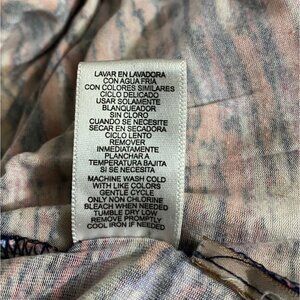 LAVAR EN LAVADORA
CON AGUA FRIA
CON COLORES SIMILARES
CICLO DELICADO
USAR SOLAMENTE
BLANQUEADOR
SIN CLORO
CUANDO SE NECESITE
SECAR EN SECADORA
CICLO LENTO
REMOVER
INMEDIATAMENTE
PLANCHAR A
TEMPERATURA BAJITA
SI SE NECESITA
MACHINE WASH COLD
WITH LIKE COLORS
GENTLE CYCLE
ONLY NON CHLORINE
BLEACH WHEN NEEDED
TUMBLE DRY LOW
REMOVE PROMPTLY
COOL IRON IF NEEDED